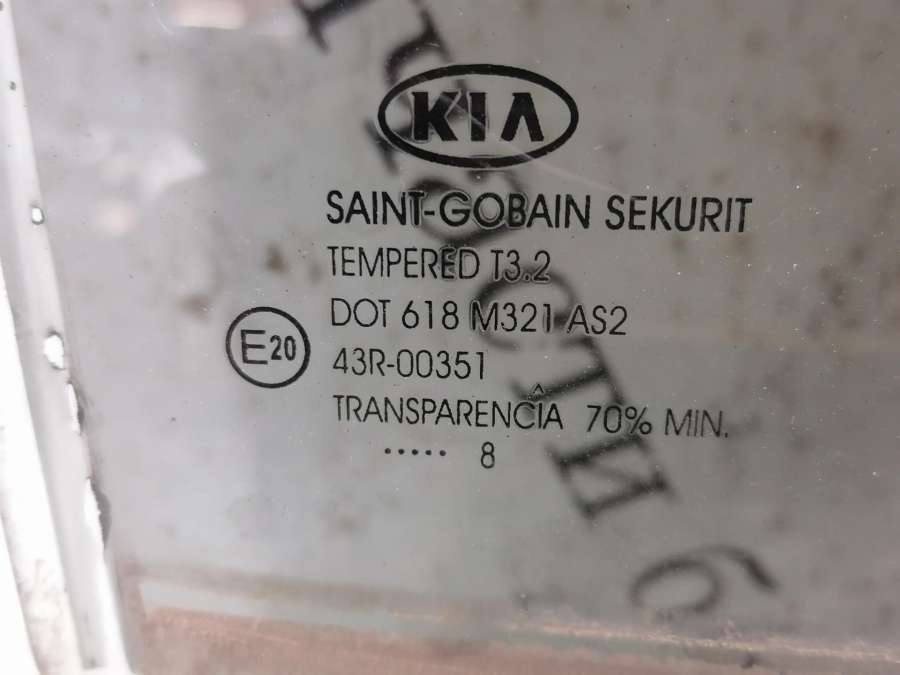 KIA
SAINT-GOBAIN SEKURIT
TEMPERED T3.2
DOT 618 M321 AS2
E20
43R-00351
TRANSPARENCIA 70% MIN.
..... 8